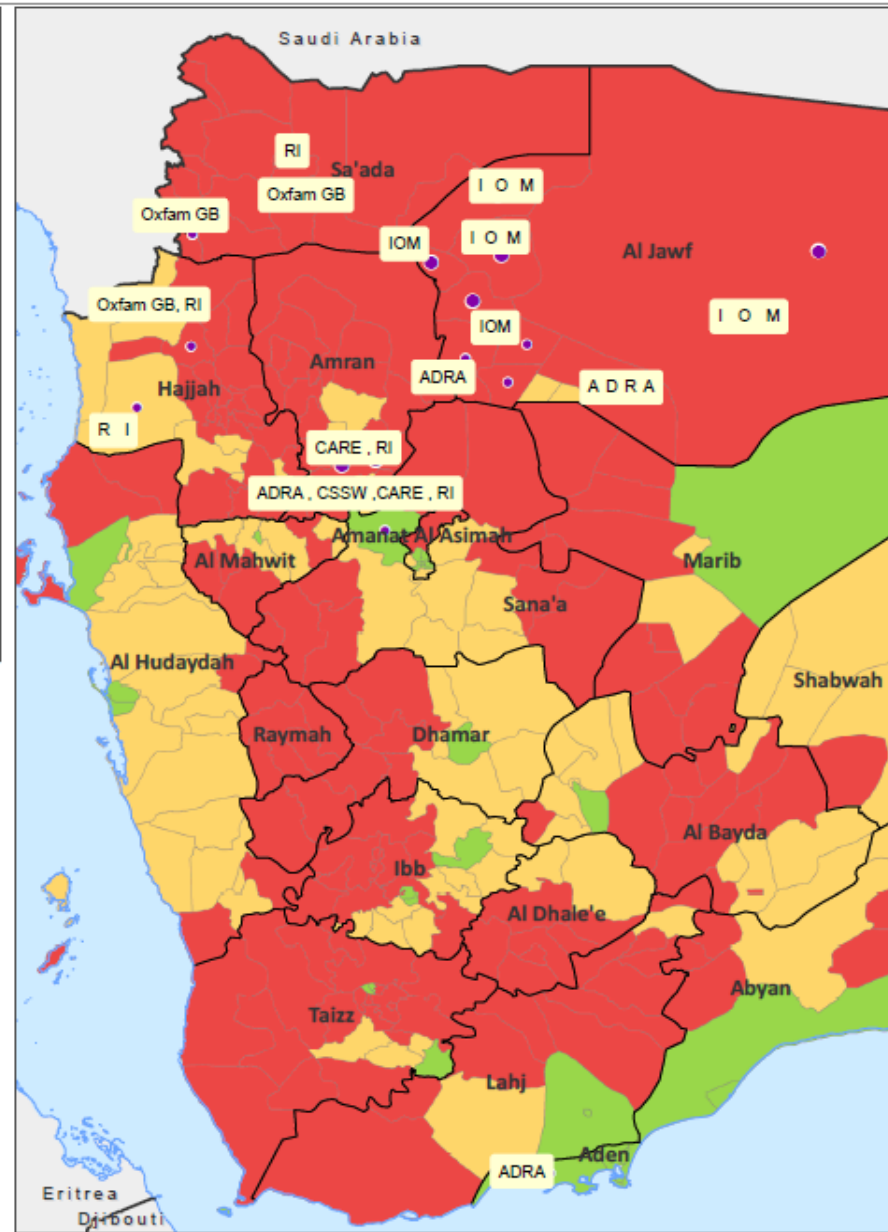 Saudi Arabia
RI
Sa'ada
I O M
Oxfam GB
Oxfam GB
IOM
I O M
Al Jawf
Oxfam GB, RI
I O M
IOM
Amran
ADRA
A D R A
Hajjah
R I
CARE , RI
ADRA , CSSW ,CARE , RI
Amanat Al Asimah
Al Mahwit
Marib
Sana'a
Al Hudaydah
Shabwah
Raymah
Dhamar
Al Bayda
Ibb
Al Dhale'e
Abyan
Taizz
Lahj
Aden
ADRA
Eritrea
Djibouti